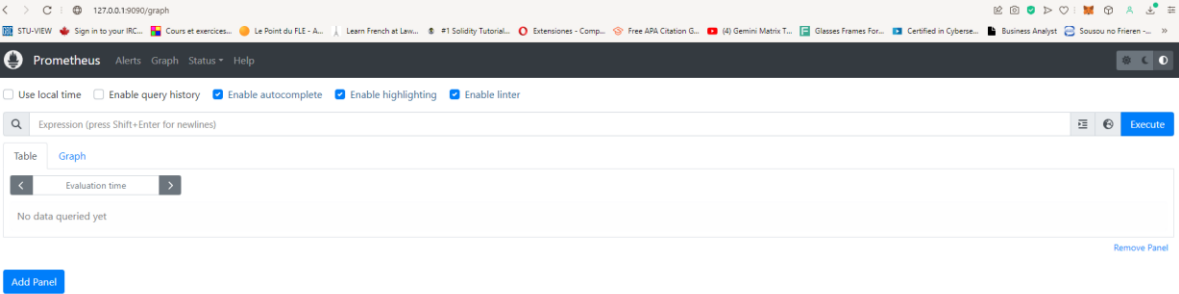 127.0.0.1:9090/graph
STU-VIEW Sign in to your IRC... Cours et exercices... Le Point du FLE - A... Learn French at Law... #1 Solidity Tutorial... Extensiones - Comp... Free APA Citation G... (4) Gemini Matrix T... Glasses Frames For... Certified in Cyberse... Business Analyst Sousou no Frieren -... »
Prometheus Alerts Graph Status Help
Use local time Enable query history Enable autocomplete Enable highlighting Enable linter
Expression (press Shift+Enter for newlines) Execute
Table Graph
Evaluation time
No data queried yet
Remove Panel
Add Panel